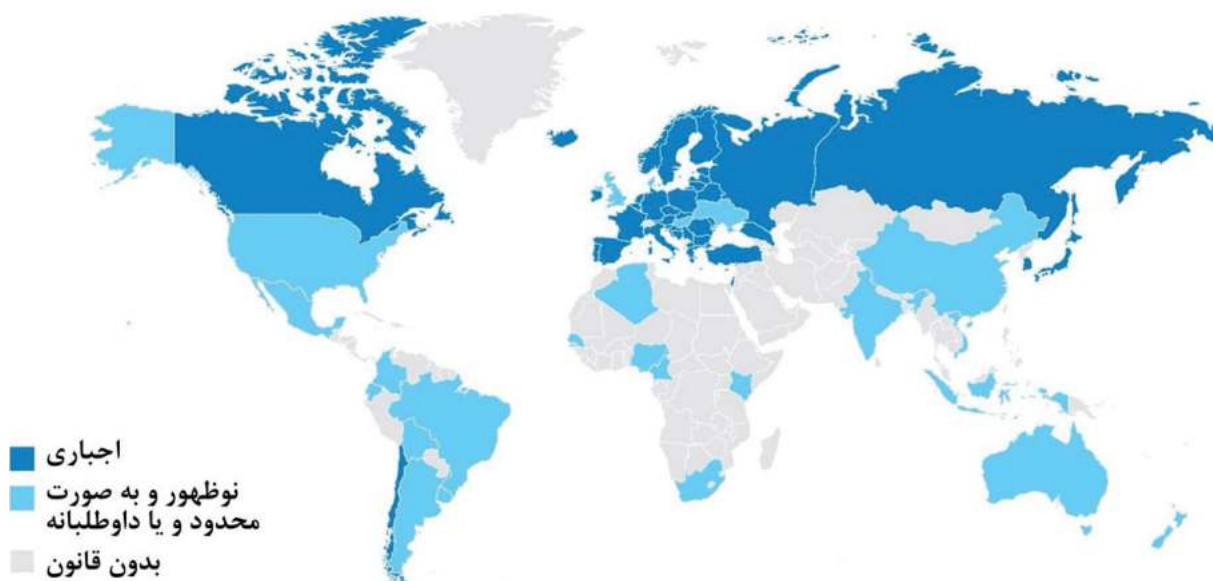 اجباری
نوظهور و به صورت
محدود و یا داوطلبانه
بدون قانون